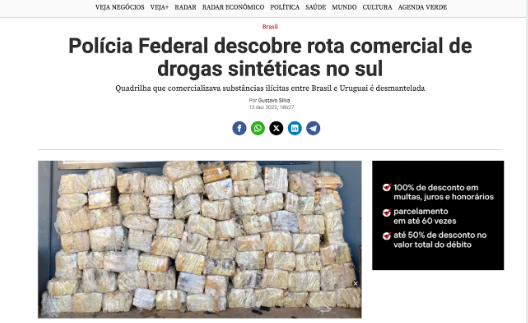 VEJA NEGÓCIOS VEJA+ RADAR RADAR ECONÔMICO POLÍTICA SAÚDE MUNDO CULTURA AGENDA VERDE
Brasil
Polícia Federal descobre rota comercial de
drogas sintéticas no sul
Quadrilha que comercializava substâncias ilícitas entre Brasil e Uruguai é desmantelada
Por Gustavo Silva
13 dez 2022, 16h27
100% de desconto em
multas, juros e honorários
parcelamento
em até 60 vezes
até 50% de desconto no
valor total do débito